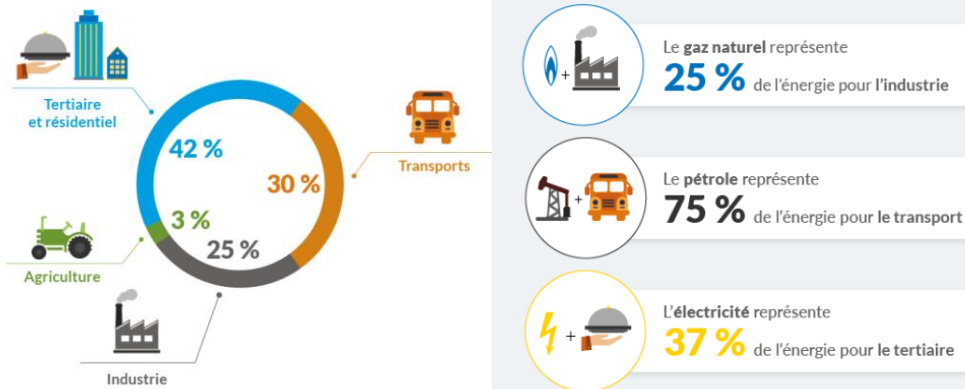 Tertiaire
et résidentiel
42 %
30 %
Transports
3 %
25 %
Agriculture
Industrie
Le gaz naturel représente
25 % de l'énergie pour l'industrie
+
Le pétrole représente
75 % de l'énergie pour le transport
+
L'électricité représente
37 % de l'énergie pour le tertiaire
+